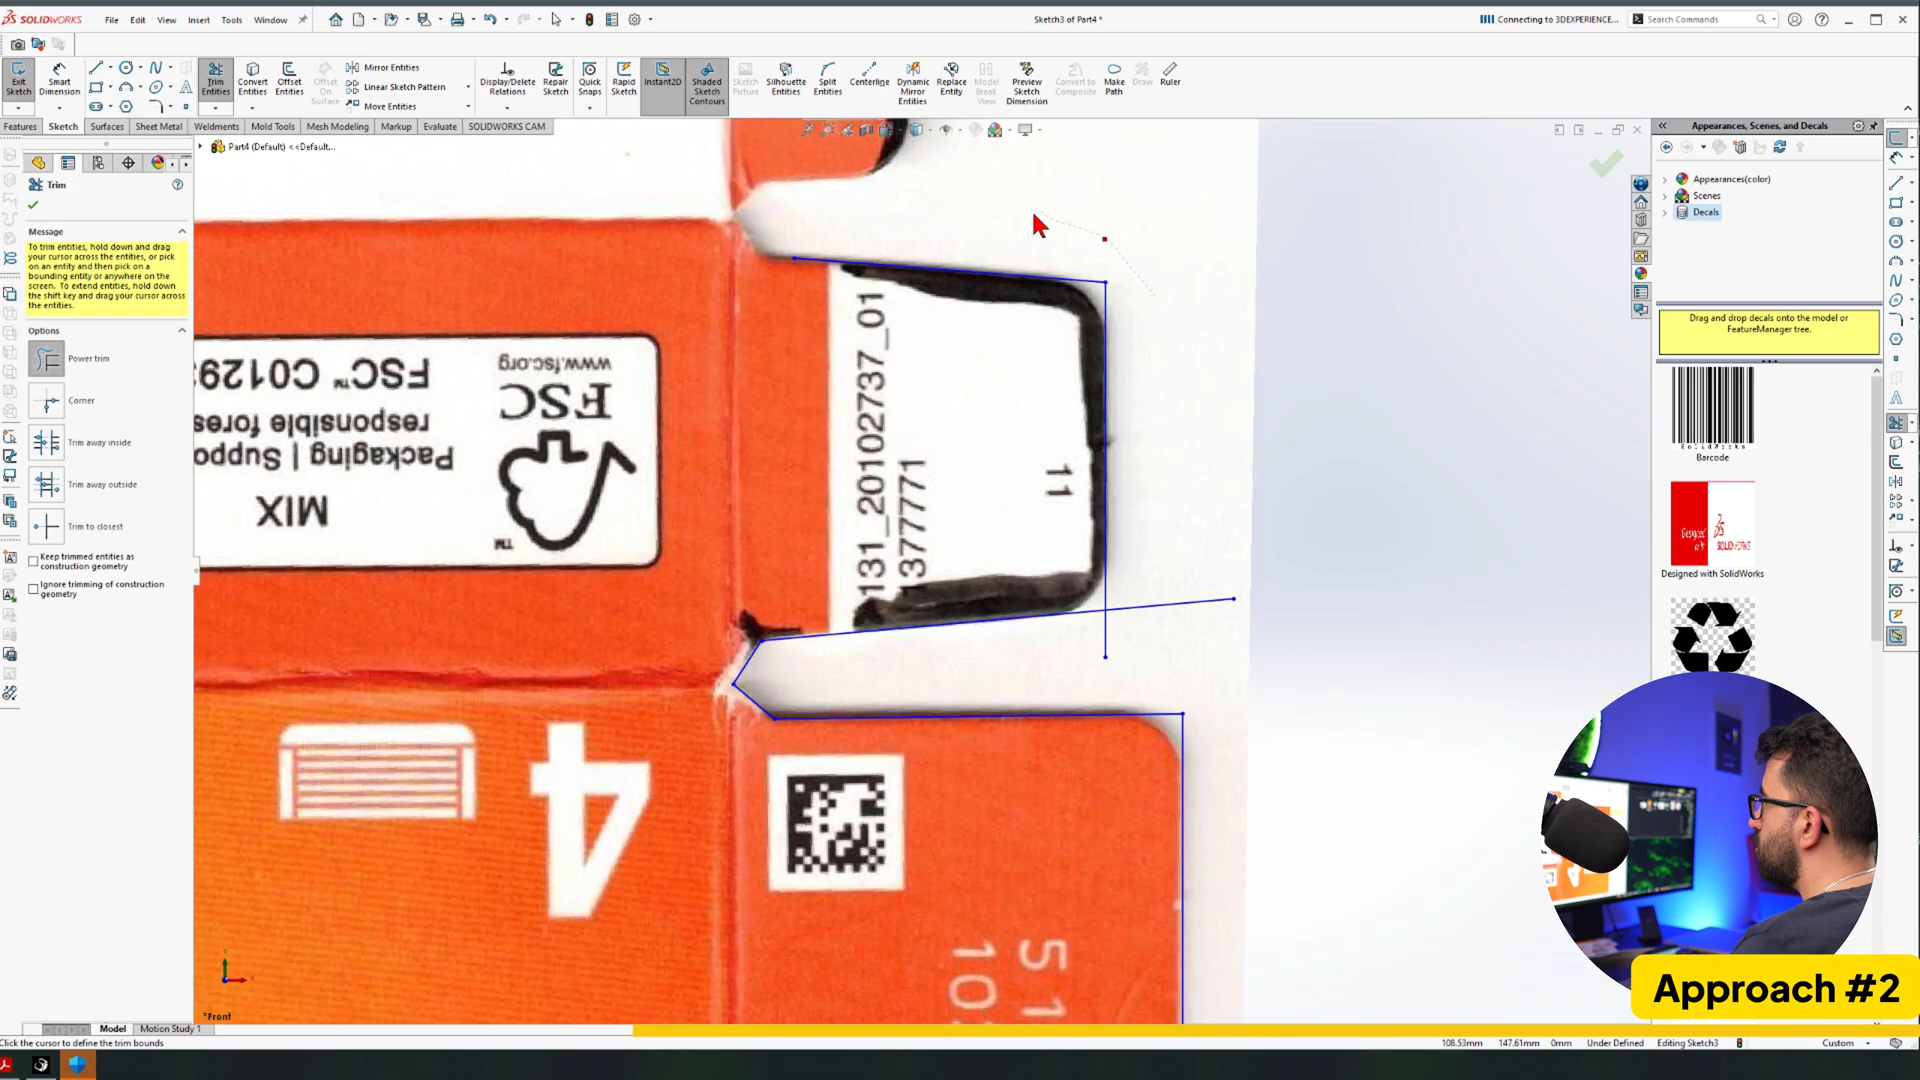 SOLIDWORKS
File
Edit
View
Insert
Tools
Window
Sketch3 of Part4 *
Connecting to 3DEXPERIENCE...
Search Commands
Exit Sketch
Smart Dimension
Trim Entities
Convert Entities
Offset Entities
Offset On Surface
Mirror Entities
Linear Sketch Pattern
Move Entities
Display/Delete Relations
Repair Sketch
Quick Snaps
Rapid Sketch
Instant2D
Shaded Sketch Contours
Sketch Picture
Silhouette Entities
Split Entities
Centerline
Dynamic Mirror Entities
Replace Entity
Model Break View
Preview Sketch Dimension
Convert to Composite
Make Path
Draw
Ruler
Features
Sketch
Surfaces
Sheet Metal
Weldments
Mold Tools
Mesh Modeling
Markup
Evaluate
SOLIDWORKS CAM
Part4 (Default) <<Default...
Trim
Message
To trim entities, hold down and drag
your cursor across the entities, or pick
on an entity and then pick on a
bounding entity or anywhere on the
screen. To extend entities, hold down
the shift key and drag your cursor across
the entities.
Options
Power trim
Corner
Trim away inside
Trim away outside
Trim to closest
Keep trimmed entities as
construction geometry
Ignore trimming of construction
geometry
www.fsc.org
FSC
FSC™ C0129
responsible fores
Packaging | Suppo
MIX
TM
131_20102737_01
1377771
11
4
51
10
Appearances, Scenes, and Decals
Appearances(color)
Scenes
Decals
Drag and drop decals onto the model or
FeatureManager tree.
SolidWorks
Barcode
Designed with
SOLIDWORKS
Designed with SolidWorks
Approach #2
*Front
Model
Motion Study 1
Click the cursor to define the trim bounds
108.53mm
147.61mm
0mm
Under Defined
Editing Sketch3
Custom